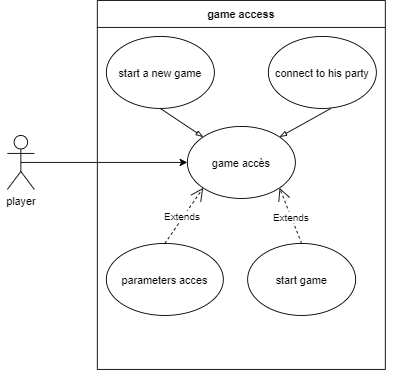 game access
start a new game
connect to his party
game accès
player
Extends
Extends
parameters acces
start game